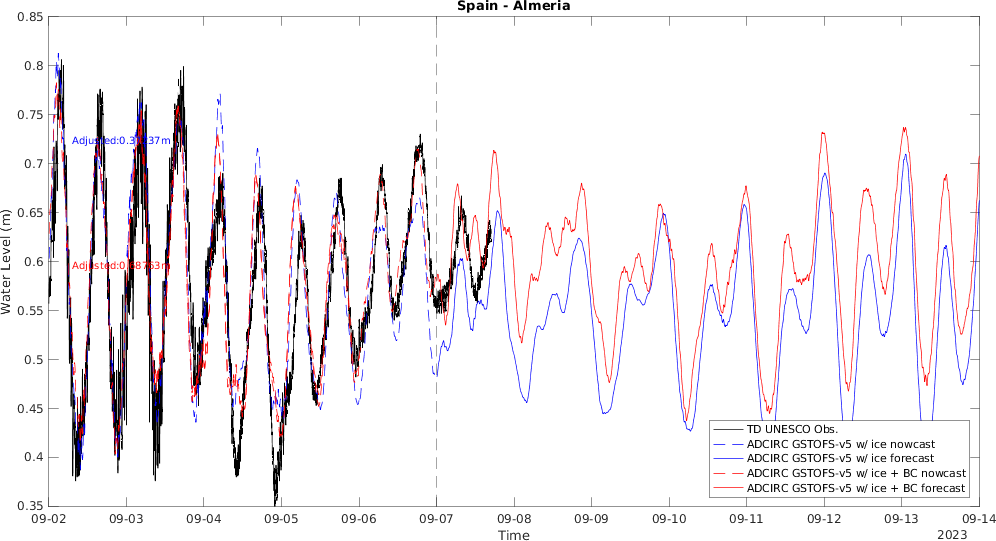 Spain - Almeria
0.85
0.8
0.75
0.7
0.65
0.6
0.55
0.5
0.45
0.4
0.35
Water Level (m)
TD UNESCO Obs.
ADCIRC GSTOFS-v5 w/ ice nowcast
ADCIRC GSTOFS-v5 w/ ice forecast
ADCIRC GSTOFS-v5 w/ ice + BC nowcast
ADCIRC GSTOFS-v5 w/ ice + BC forecast
09-02 09-03 09-04 09-05 09-06 09-07 09-08 09-09 09-10 09-11 09-12 09-13 09-14
Time
2023